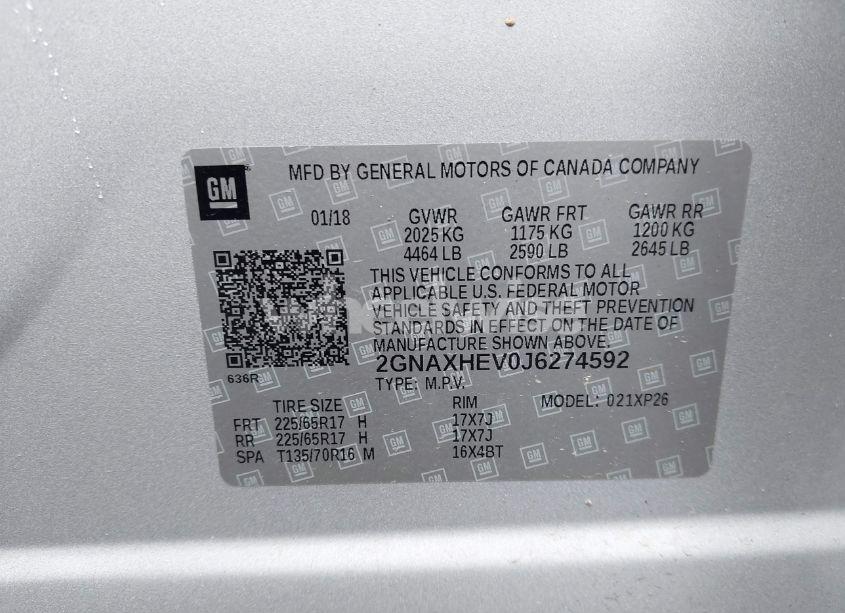 GM
MFD BY GENERAL MOTORS OF CANADA COMPANY
01/18 GVWR GAWR FRT GAWR RR
2025 KG 1175 KG 1200 KG
4464 LB 2590 LB 2645 LB
THIS VEHICLE CONFORMS TO ALL
APPLICABLE U.S. FEDERAL MOTOR
VEHICLE SAFETY AND THEFT PREVENTION
STANDARDS IN EFFECT ON THE DATE OF
MANUFACTURE SHOWN ABOVE.
2GNAXHEV0J6274592
636R
TYPE: M.P.V.
TIRE SIZE RIM MODEL: 021XP26
FRT 225/65R17 H 17X7J
RR 225/65R17 H 17X7J
SPA T135/70R16 M 16X4BT